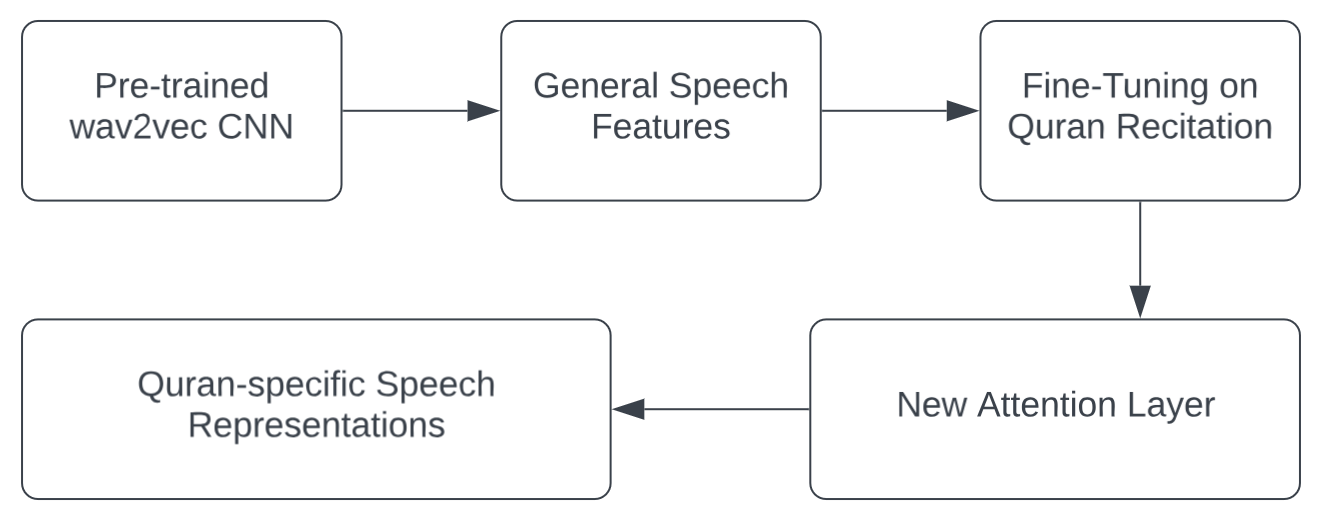 Pre-trained
wav2vec CNN
General Speech
Features
Fine-Tuning on
Quran Recitation
New Attention Layer
Quran-specific Speech
Representations